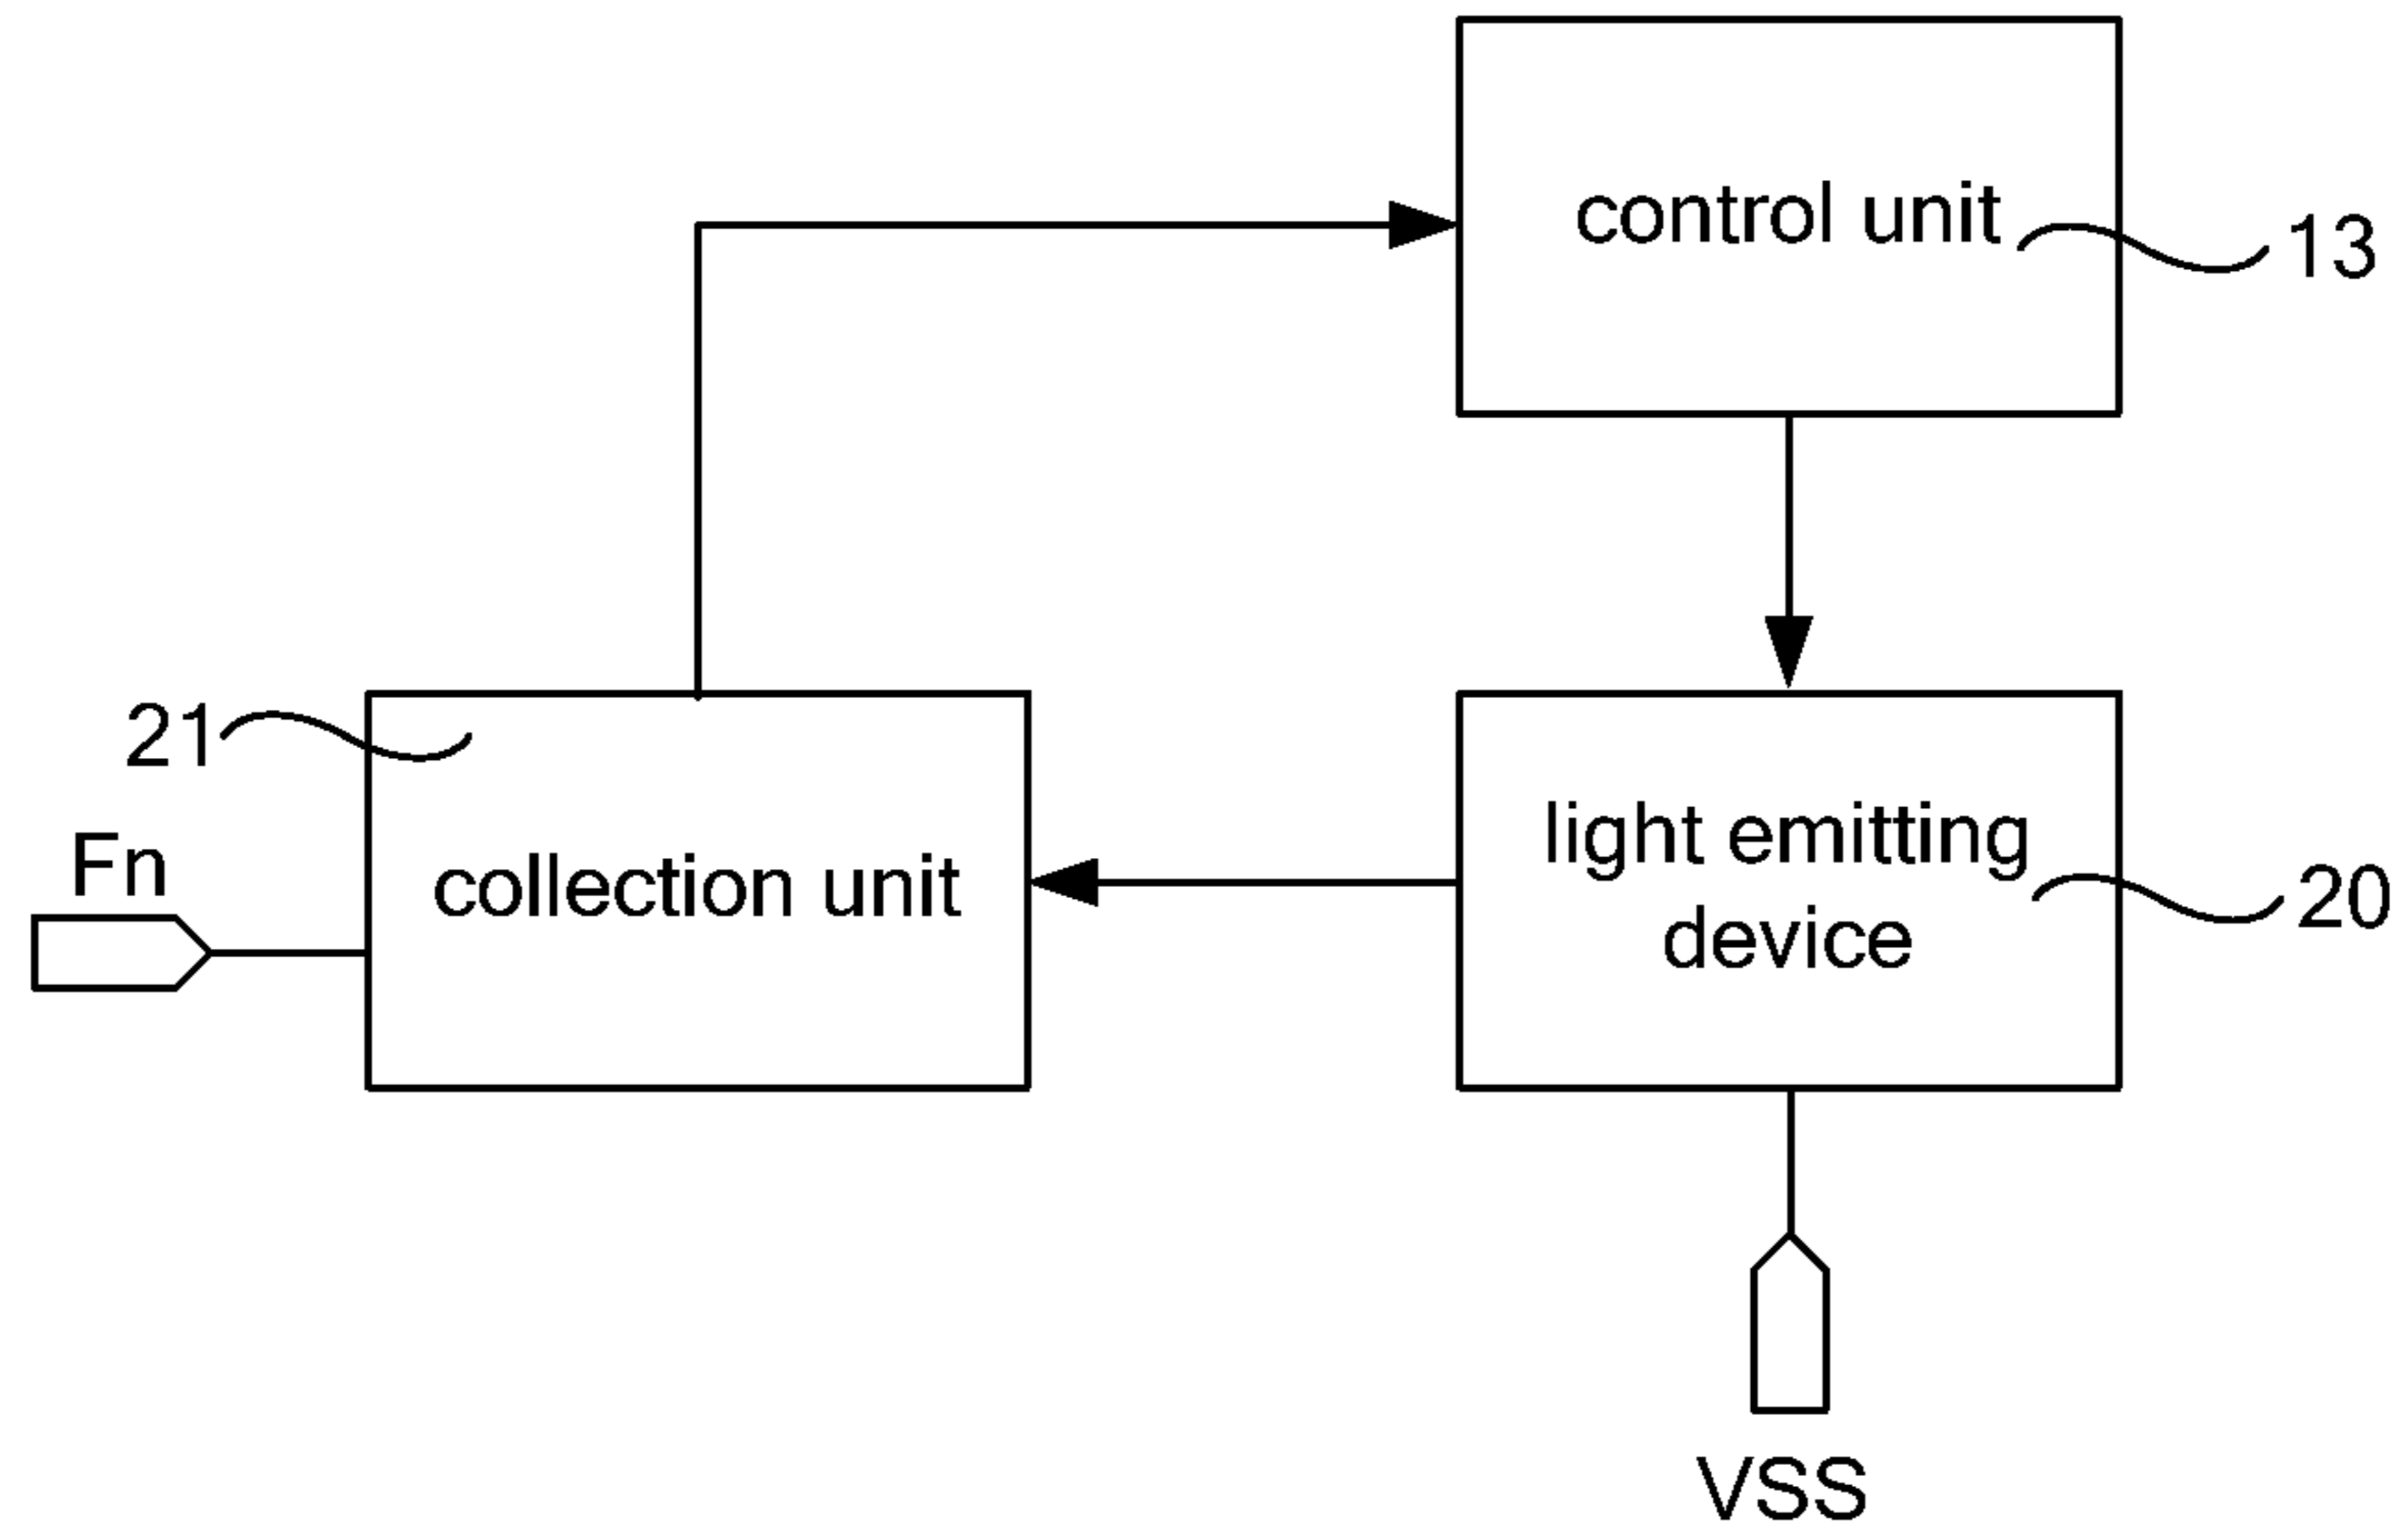 control unit
13
21
Fn
collection unit
light emitting
device
20
VSS